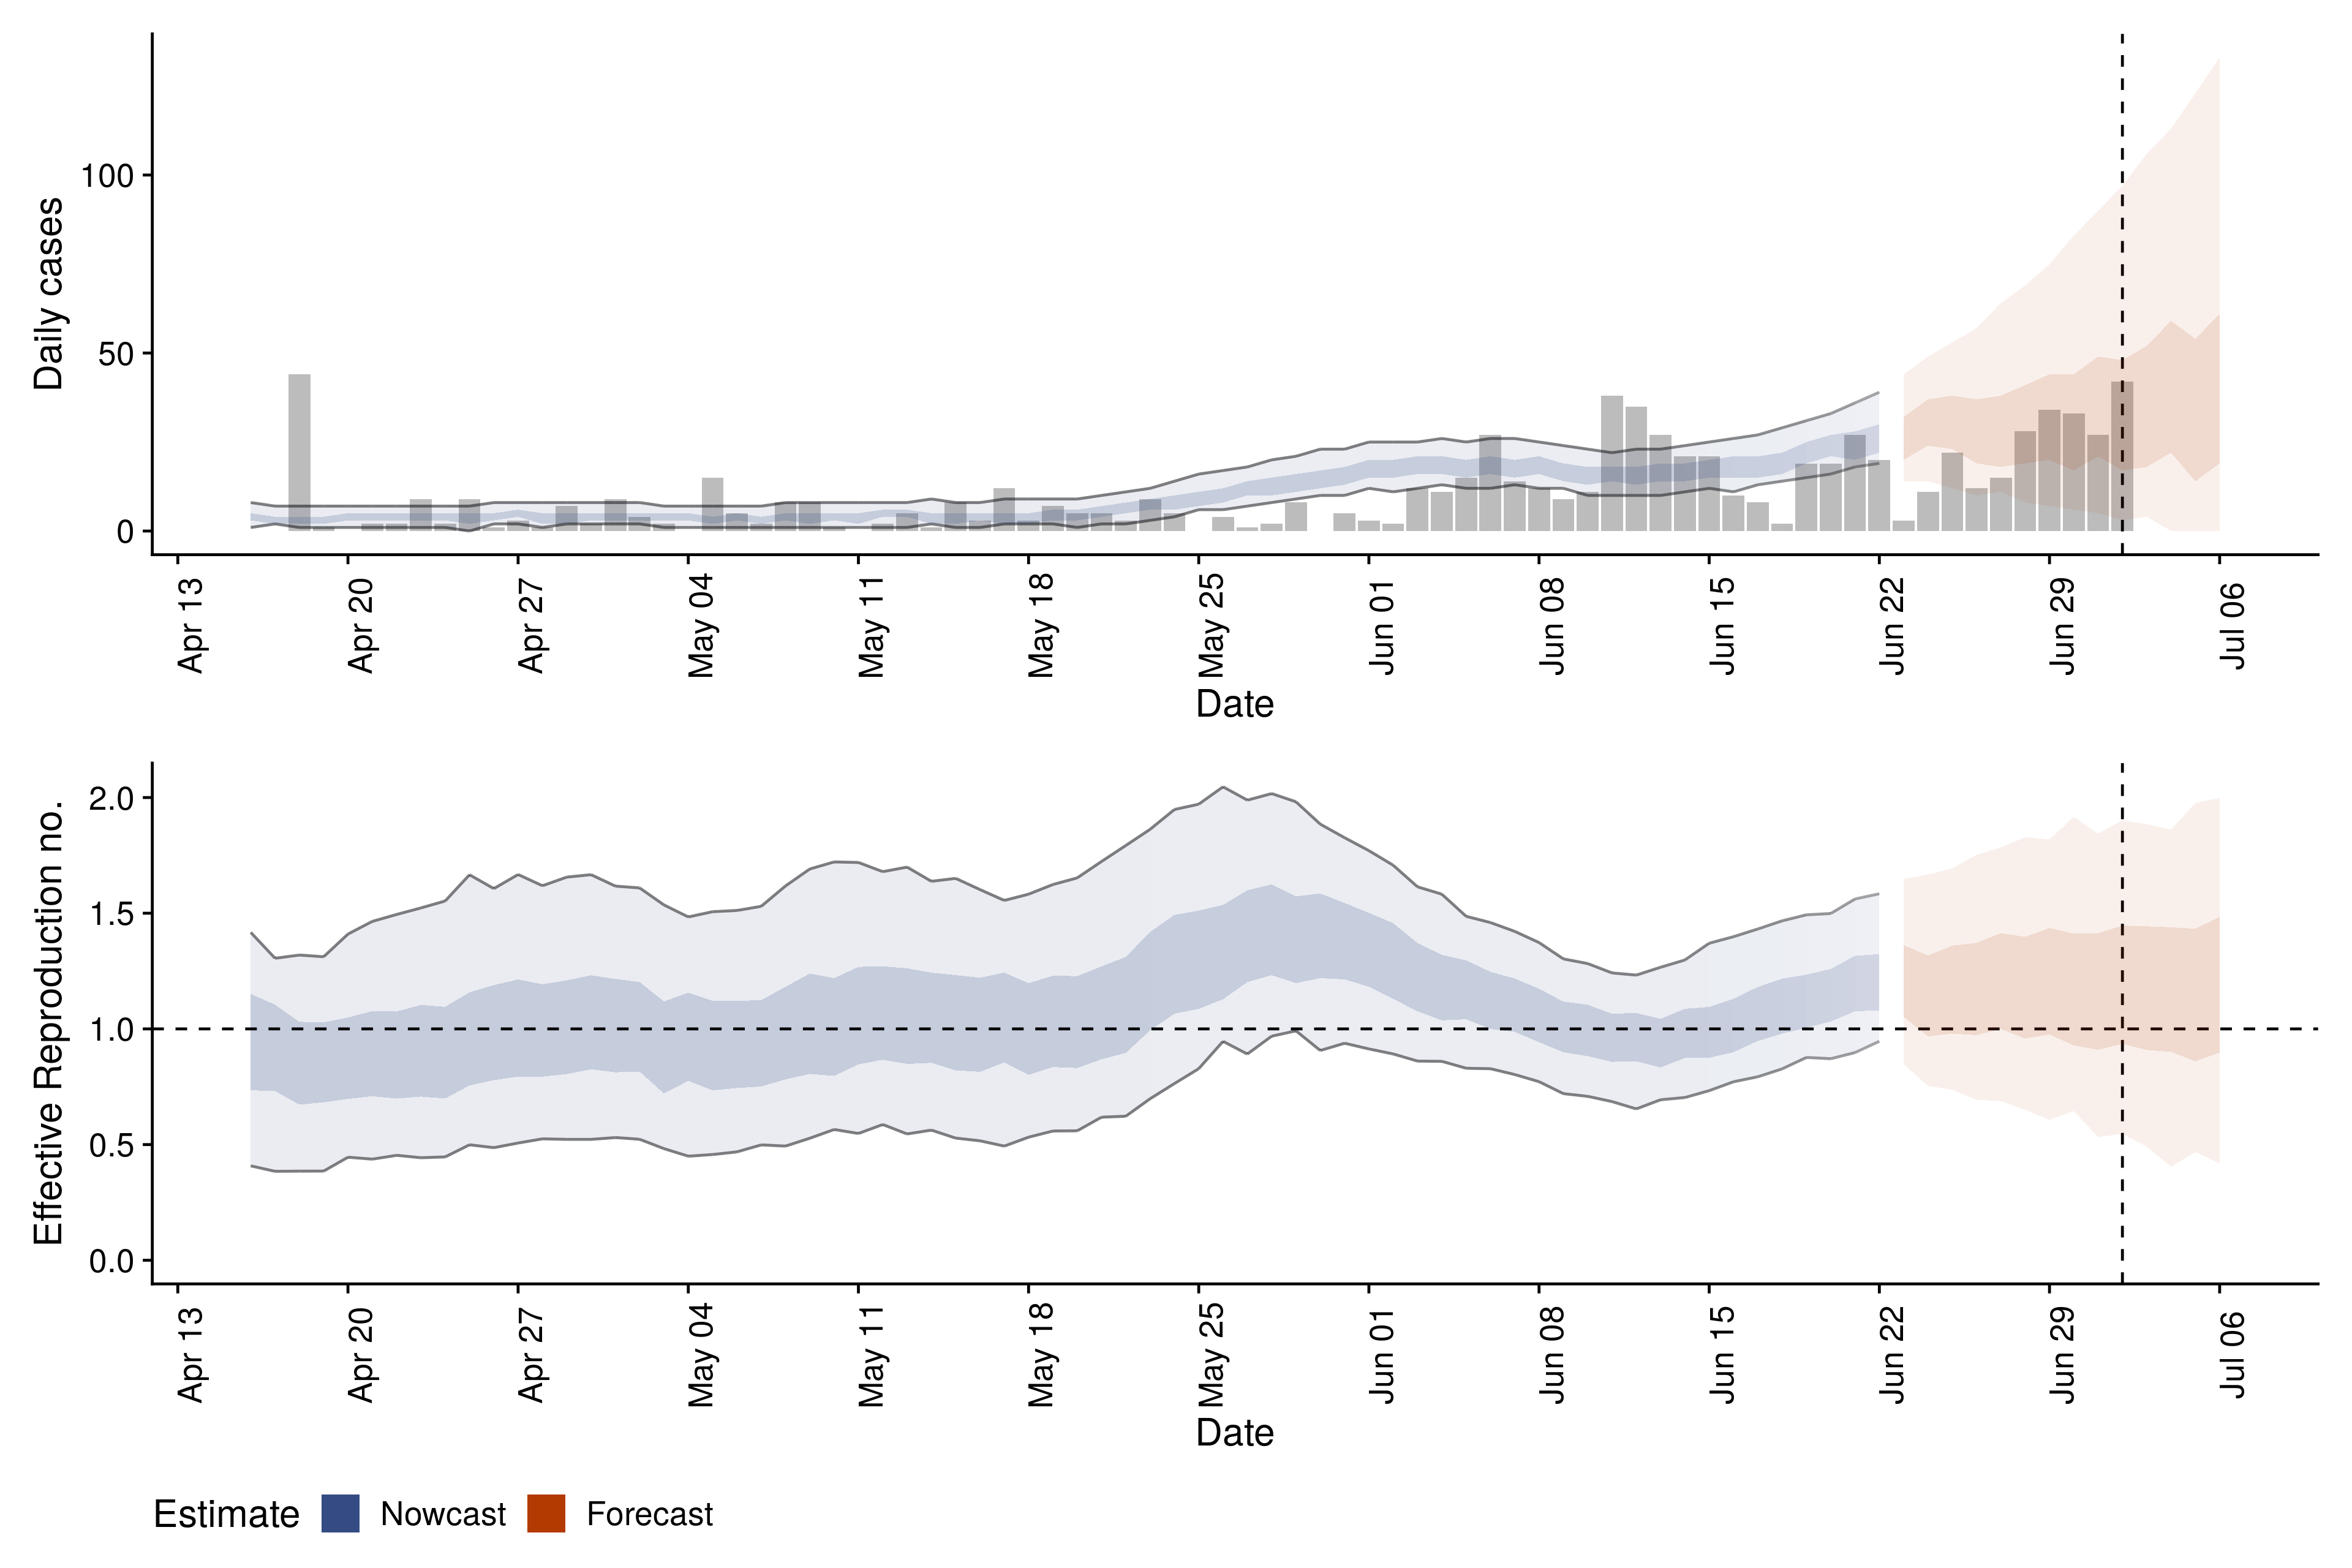 100
50
0
Daily cases
Apr 13
Apr 20
Apr 27
May 04
May 11
May 18
May 25
Jun 01
Jun 08
Jun 15
Jun 22
Jun 29
Jul 06
Date
2.0
1.5
1.0
0.5
0.0
Effective Reproduction no.
Apr 13
Apr 20
Apr 27
May 04
May 11
May 18
May 25
Jun 01
Jun 08
Jun 15
Jun 22
Jun 29
Jul 06
Date
Estimate Nowcast Forecast